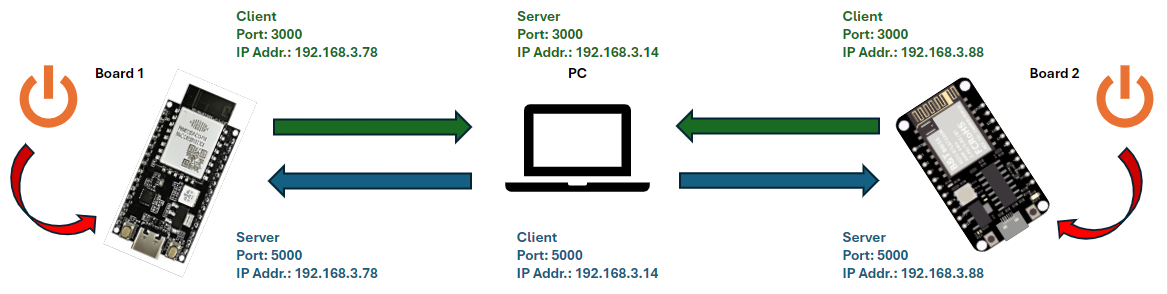 Client
Port: 3000
IP Addr.: 192.168.3.78
Server
Port: 3000
IP Addr.: 192.168.3.14
Client
Port: 3000
IP Addr.: 192.168.3.88
Board 1
PC
Board 2
Server
Port: 5000
IP Addr.: 192.168.3.78
Client
Port: 5000
IP Addr.: 192.168.3.14
Server
Port: 5000
IP Addr.: 192.168.3.88